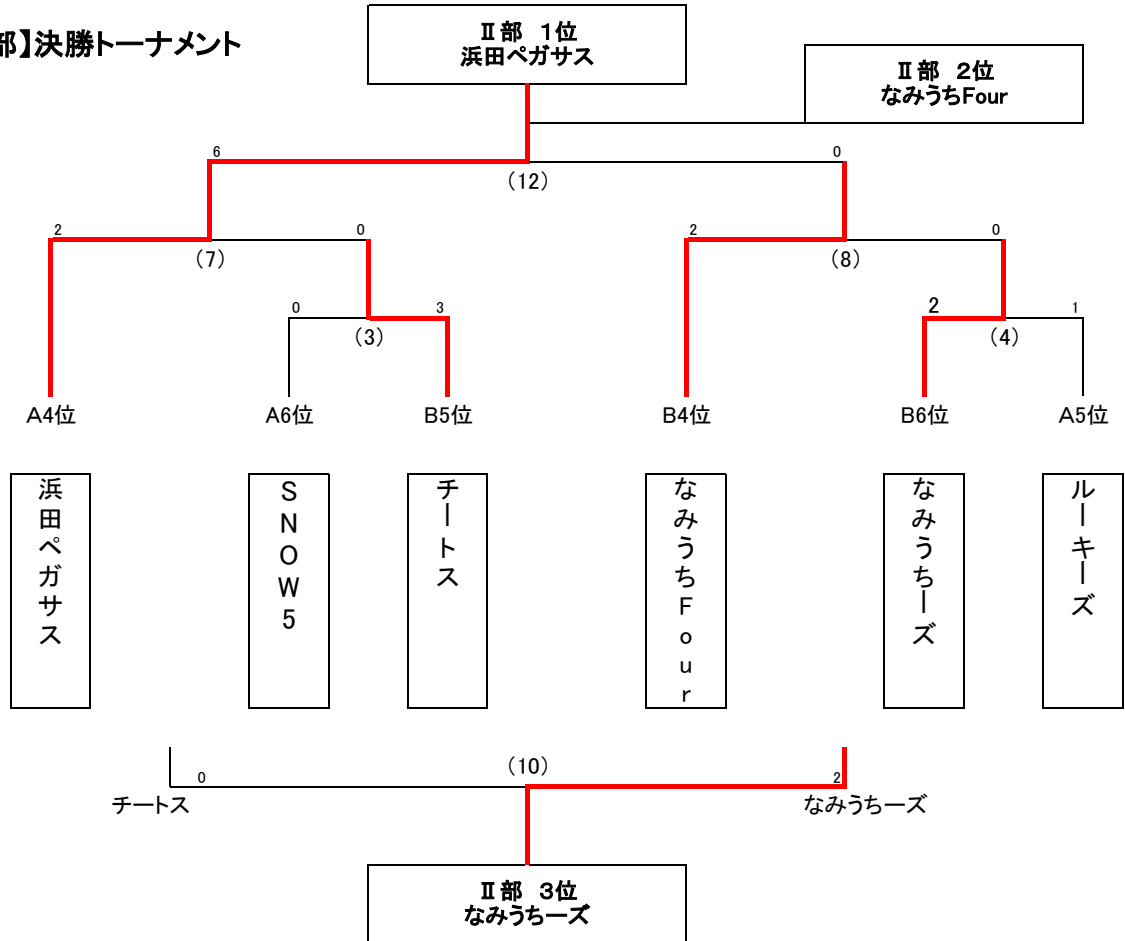 部】決勝トーナメント
Ⅱ部 1位
浜田ペガサス
Ⅱ部 2位
なみうちFour
6
0
(12)
2
0
2
0
(7)
(8)
0
3
2
1
(3)
(4)
A4位
A6位
B5位
B4位
B6位
A5位
浜田ペガサス
SNOW5
チートス
なみうちFour
なみうちーズ
ルーキーズ
(10)
0
2
チートス
なみうちーズ
Ⅱ部 3位
なみうちーズ